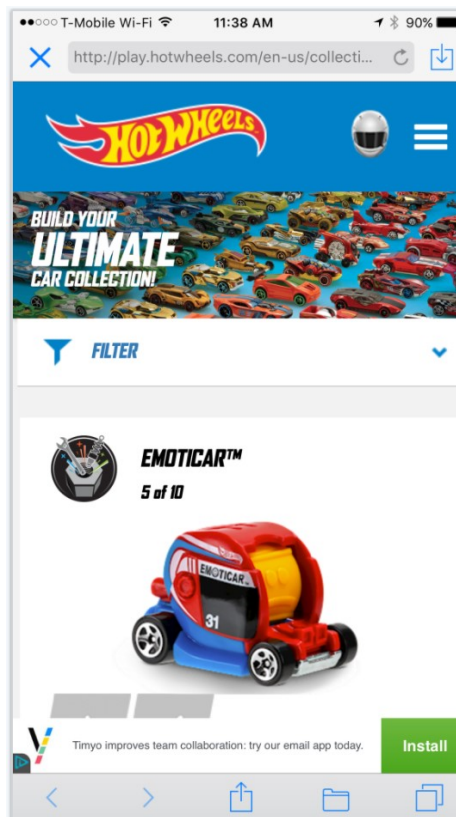 T-Mobile Wi-Fi 11:38 AM 90%
http://play.hotwheels.com/en-us/collecti...
HOT WHEELS
BUILD YOUR
ULTIMATE
CAR COLLECTION!
FILTER
EMOTICAR™
5 of 10
EMOTICAR
31
Timyo improves team collaboration: try our email app today.
Install